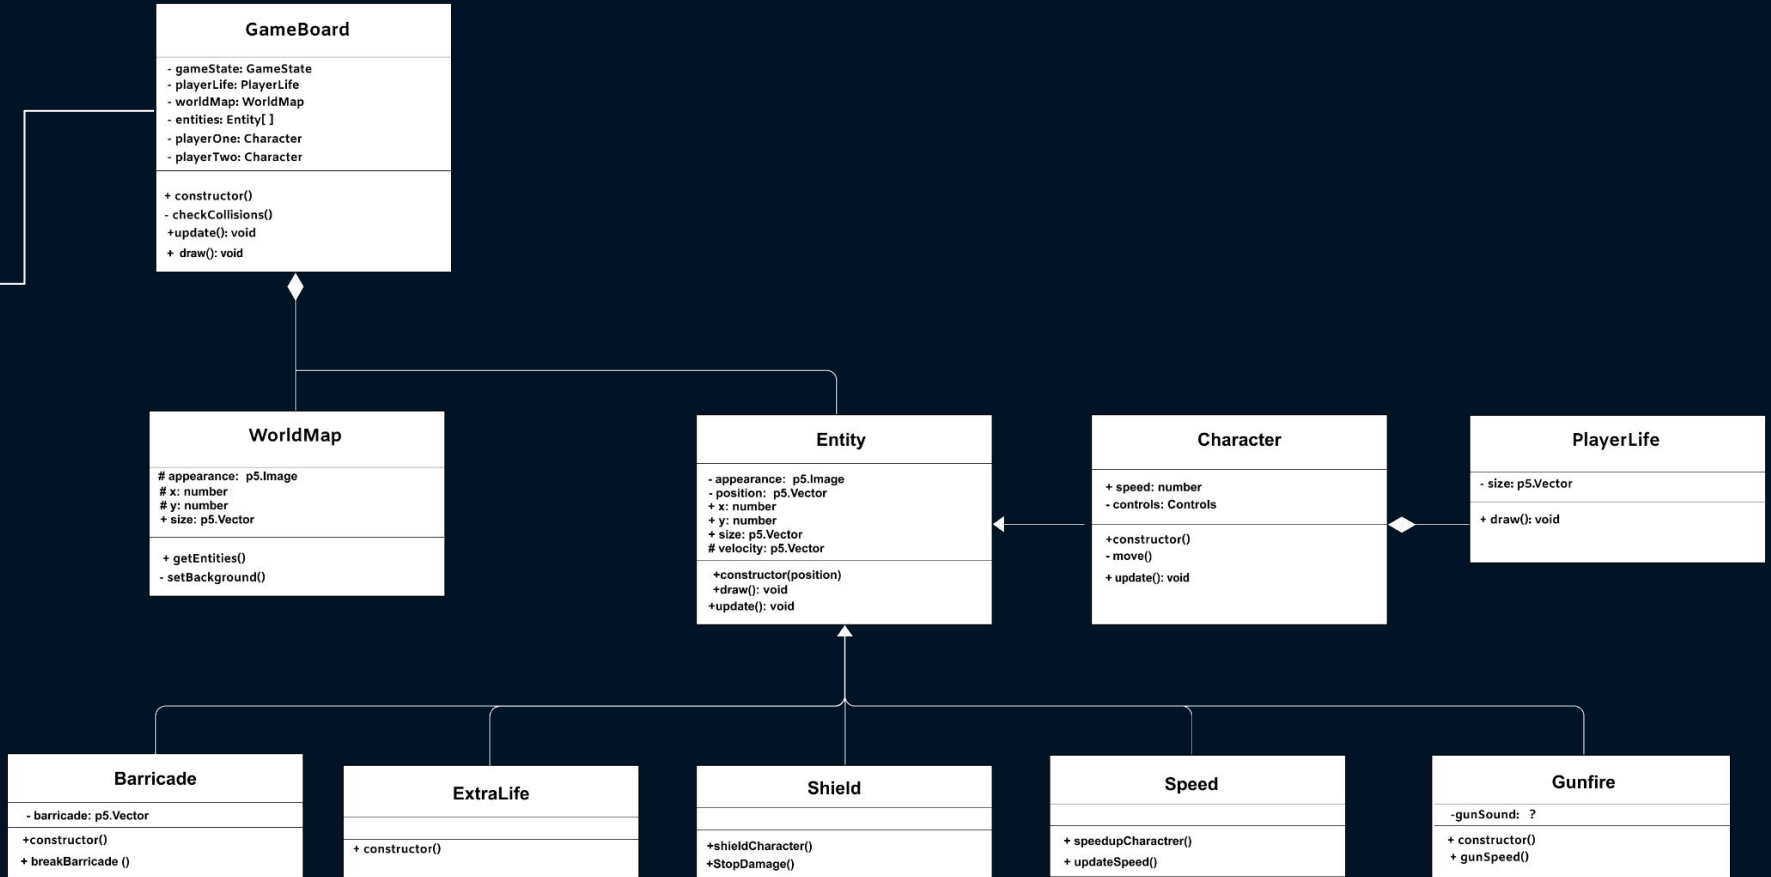 GameBoard
- gameState: GameState
- playerLife: PlayerLife
- worldMap: WorldMap
- entities: Entity[ ]
- playerOne: Character
- playerTwo: Character
+ constructor()
- checkCollisions()
+update(): void
+ draw(): void
WorldMap
# appearance: p5.Image
# x: number
# y: number
+ size: p5.Vector
+ getEntities()
- setBackground()
Entity
- appearance: p5.Image
- position: p5.Vector
+ x: number
+ y: number
+ size: p5.Vector
# velocity: p5.Vector
+constructor(position)
+draw(): void
+update(): void
Character
+ speed: number
- controls: Controls
+constructor()
- move()
+ update(): void
PlayerLife
- size: p5.Vector
+ draw(): void
Barricade
- barricade: p5.Vector
+constructor()
+ breakBarricade ()
ExtraLife
+ constructor()
Shield
+shieldCharacter()
+StopDamage()
Speed
+ speedupCharactrer()
+ updateSpeed()
Gunfire
-gunSound: ?
+ constructor()
+ gunSpeed()